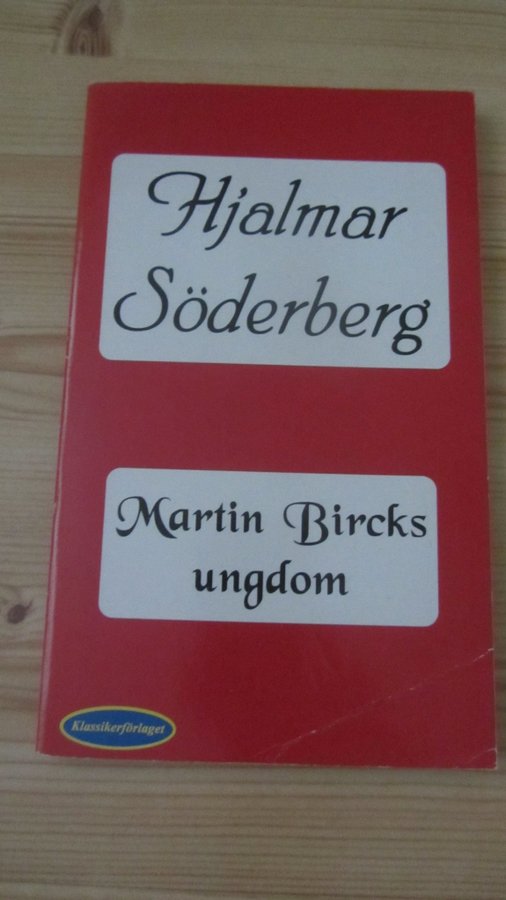 Hjalmar
Söderberg
Martin Bircks
ungdom
Klassikerförlaget